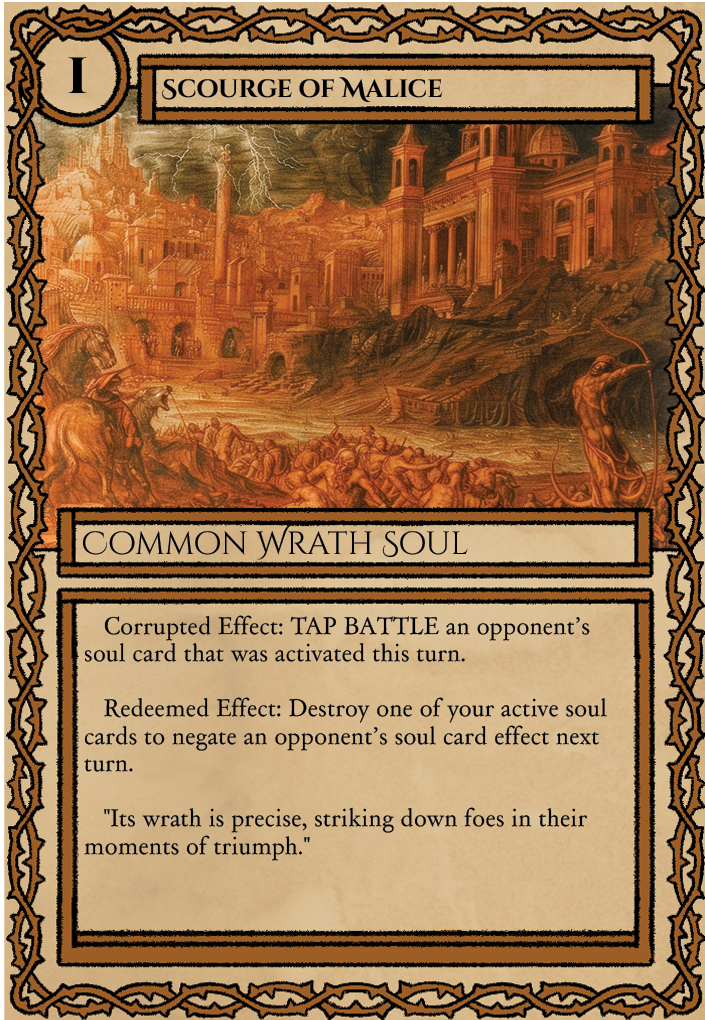 1
Scourge of Malice
Common Wrath Soul
Corrupted Effect: TAP BATTLE an opponent’s
soul card that was activated this turn.
Redeemed Effect: Destroy one of your active soul
cards to negate an opponent’s soul card effect next
turn.
"Its wrath is precise, striking down foes in their
moments of triumph."